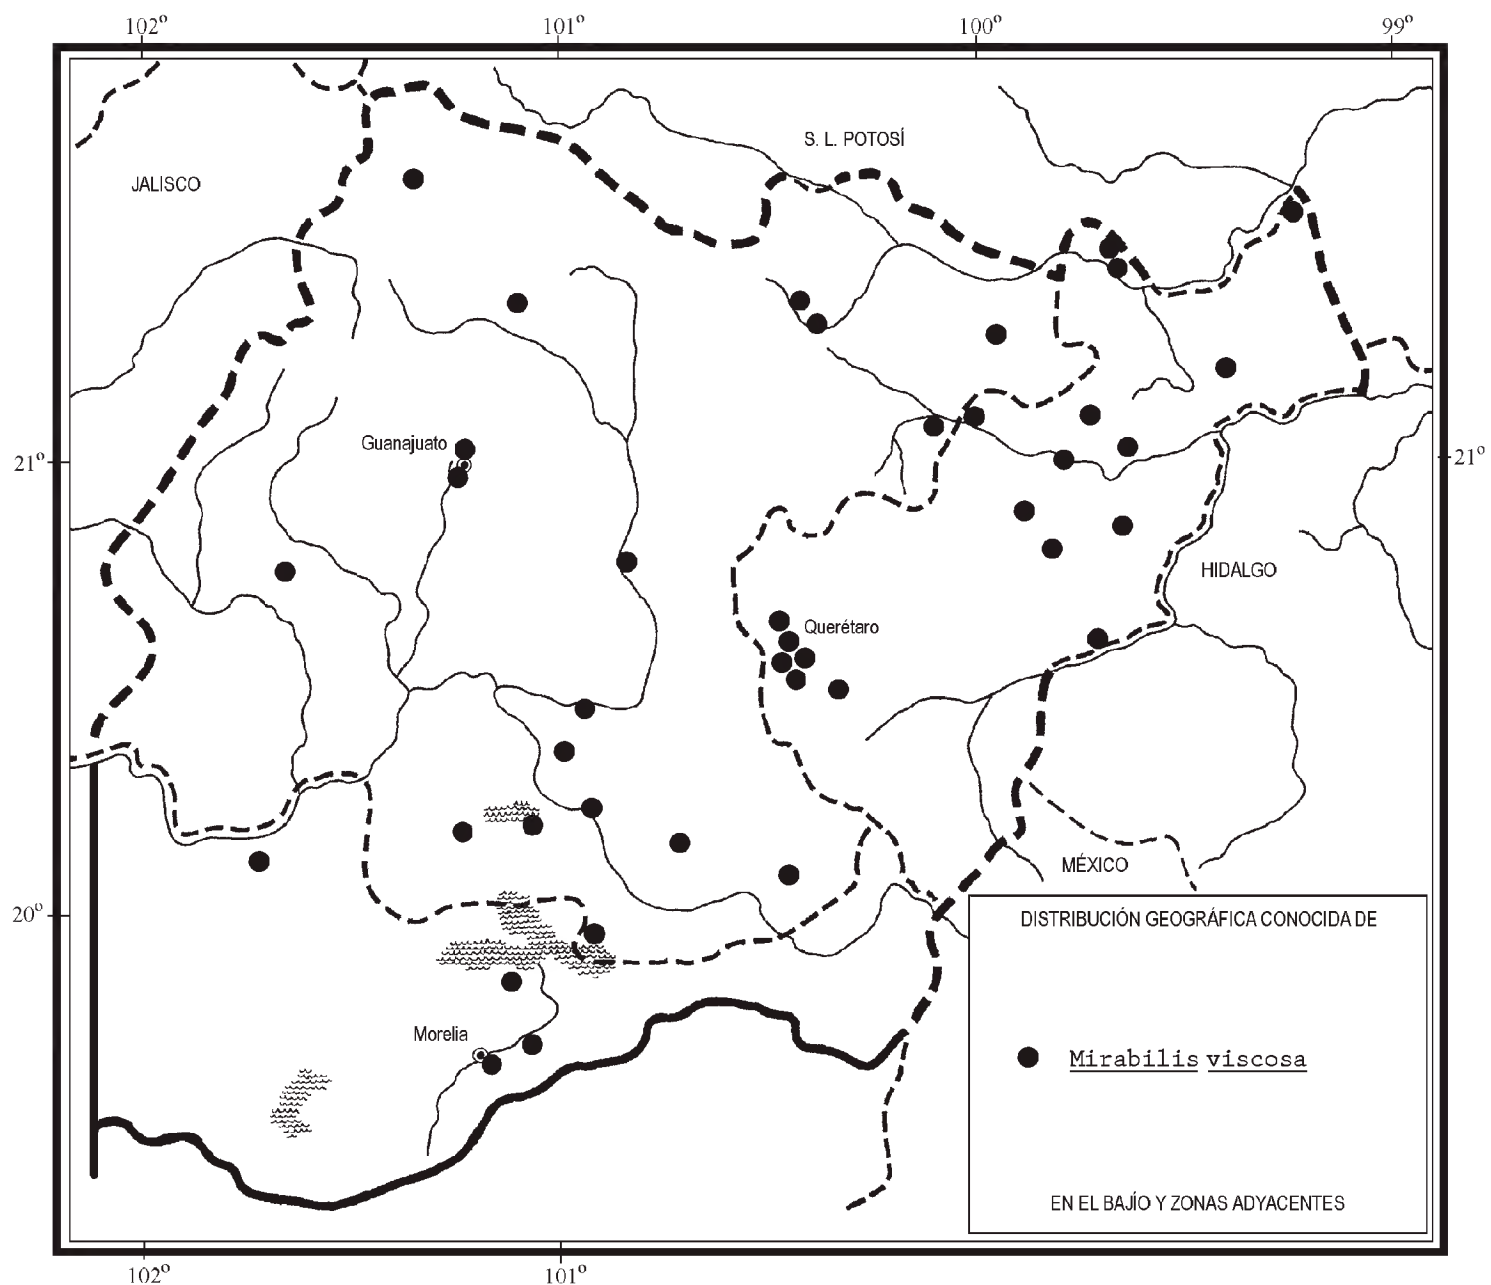 102º 101º 100º 99º
S. L. POTOSÍ
JALISCO
Guanajuato
21º 21º
HIDALGO
Querétaro
MÉXICO
20º
DISTRIBUCIÓN GEOGRÁFICA CONOCIDA DE
Morelia
Mirabilis viscosa
EN EL BAJÍO Y ZONAS ADYACENTES
102º 101º